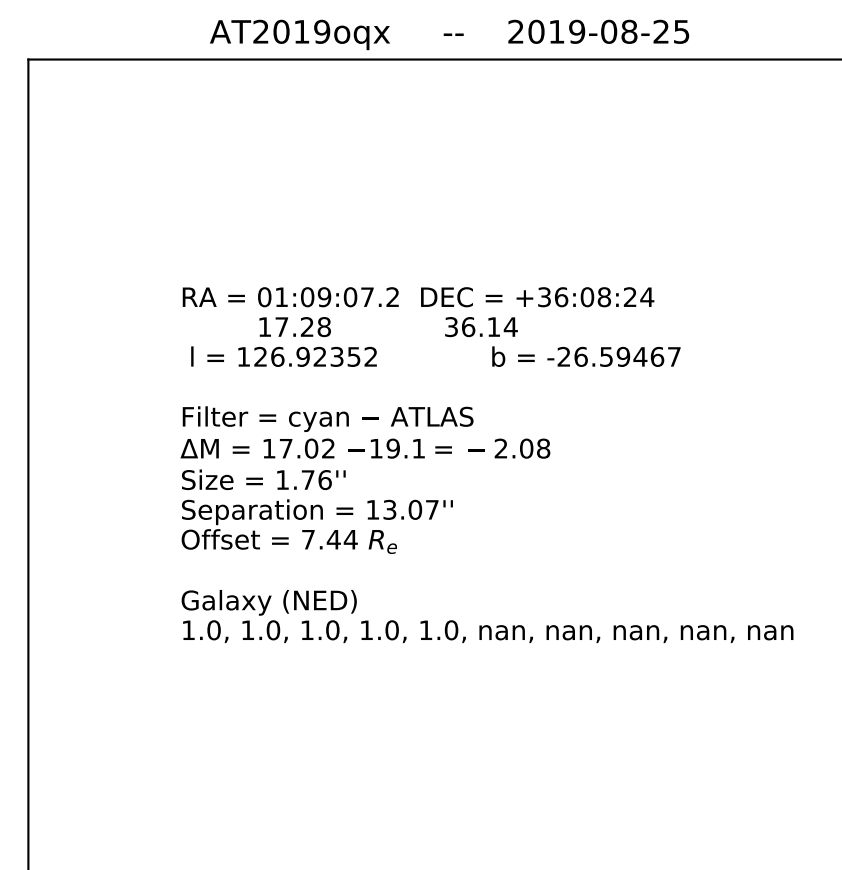 AT2019oqx -- 2019-08-25
RA = 01:09:07.2 DEC = +36:08:24
17.28 36.14
l = 126.92352 b = -26.59467
Filter = cyan − ATLAS
ΔM = 17.02 −19.1 = − 2.08
Size = 1.76''
Separation = 13.07''
Offset = 7.44 Re
Galaxy (NED)
1.0, 1.0, 1.0, 1.0, 1.0, nan, nan, nan, nan, nan